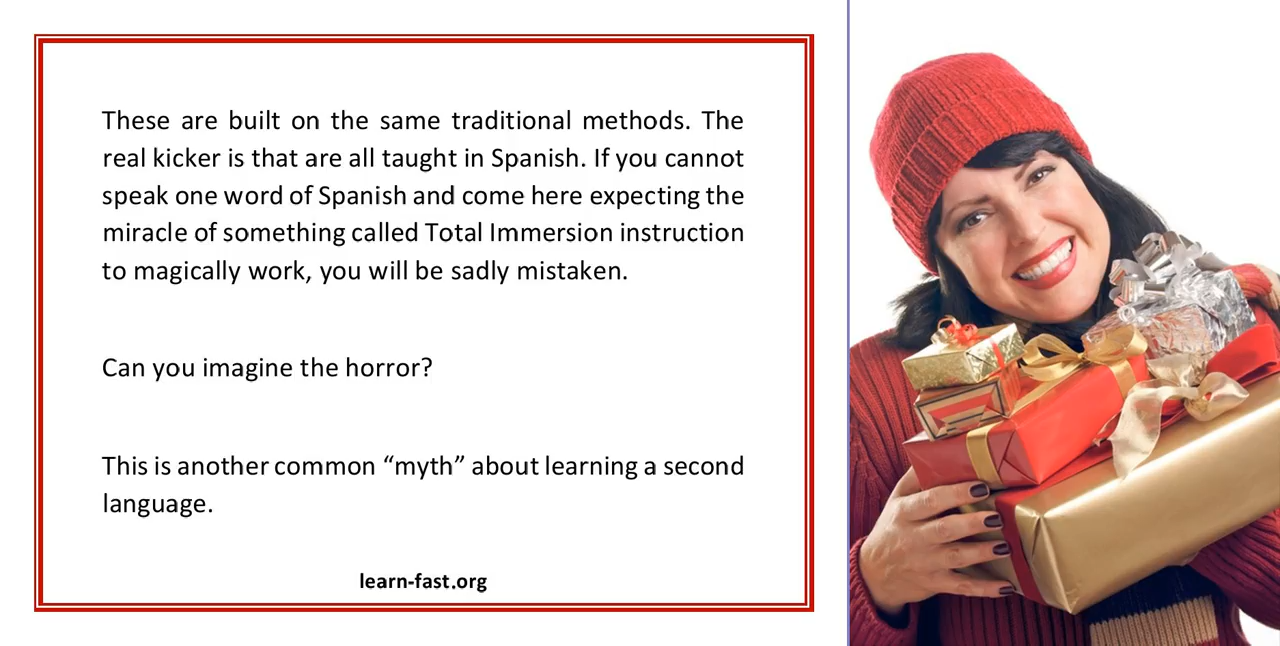 These are built on the same traditional methods. The
real kicker is that are all taught in Spanish. If you cannot
speak one word of Spanish and come here expecting the
miracle of something called Total Immersion instruction
to magically work, you will be sadly mistaken.
Can you imagine the horror?
This is another common “myth” about learning a second
language.
learn-fast.org